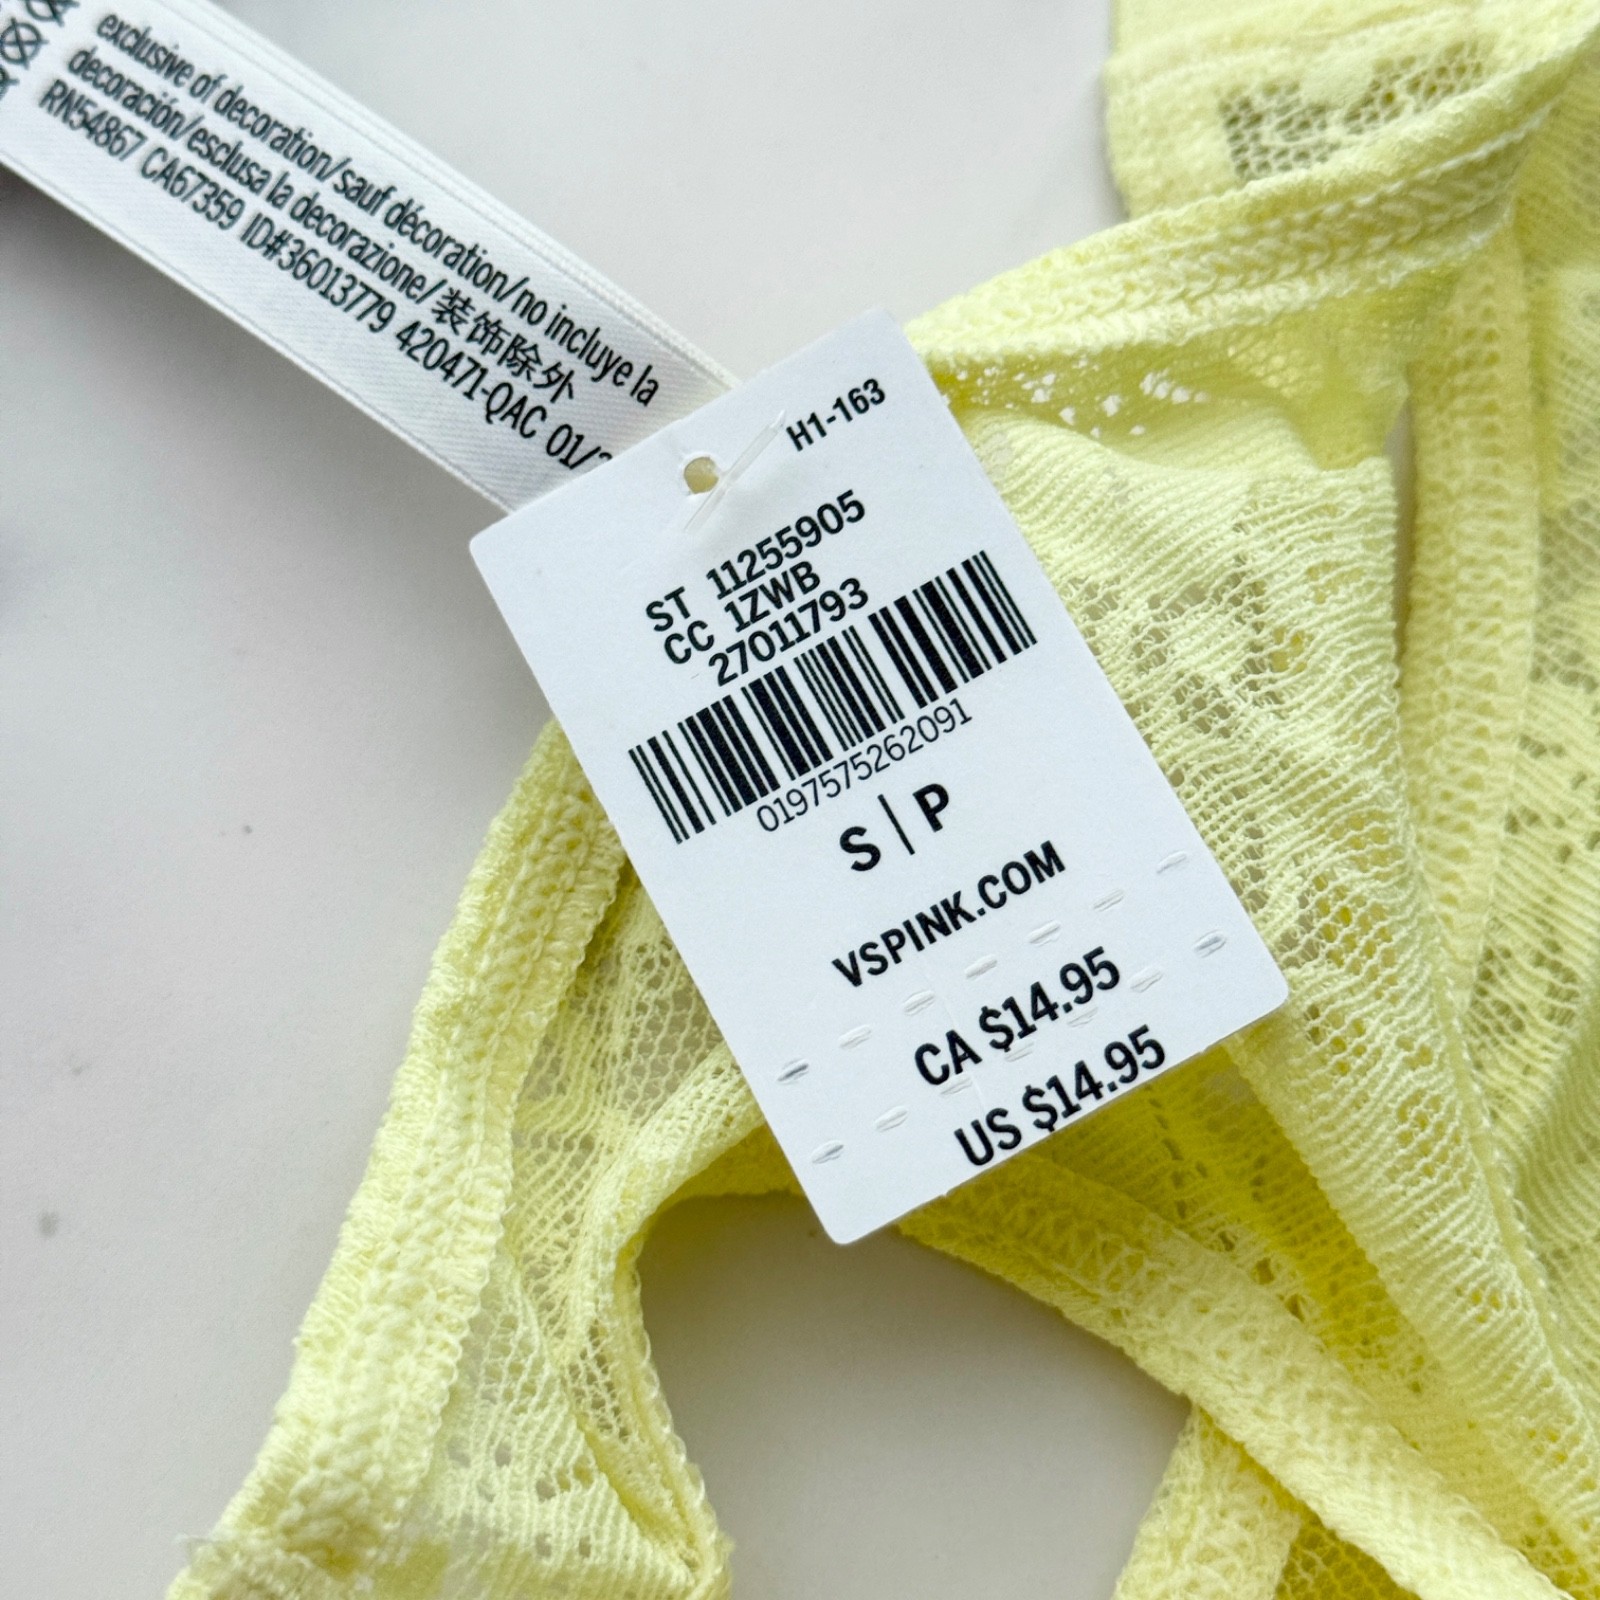 exclusive of decoration/sauf décoration/no incluye la
decoración/esclusa la decorazione/装饰除外
RN54867 CA67359 ID#36013779 420471-QAC 01/
H1-163
ST 11255905
CC 1ZWB
27011793
0197575262091
S | P
VSPINK.COM
CA $14.95
US $14.95